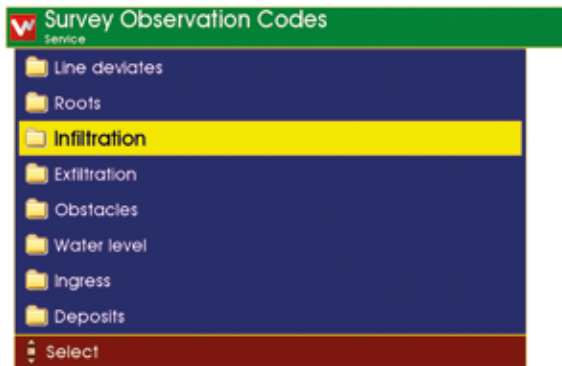 Survey Observation Codes
Service
Line deviates
Roots
Infiltration
Exfiltration
Obstacles
Water level
Ingress
Deposits
Select